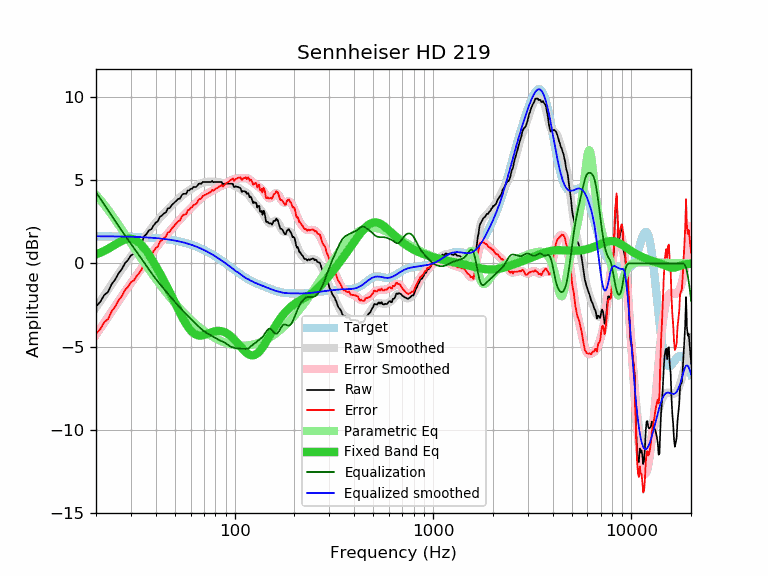 Sennheiser HD 219
Amplitude (dBr)
10
5
0
−5
−10
−15
Target
Raw Smoothed
Error Smoothed
Raw
Error
Parametric Eq
Fixed Band Eq
Equalization
Equalized smoothed
100
1000
10000
Frequency (Hz)